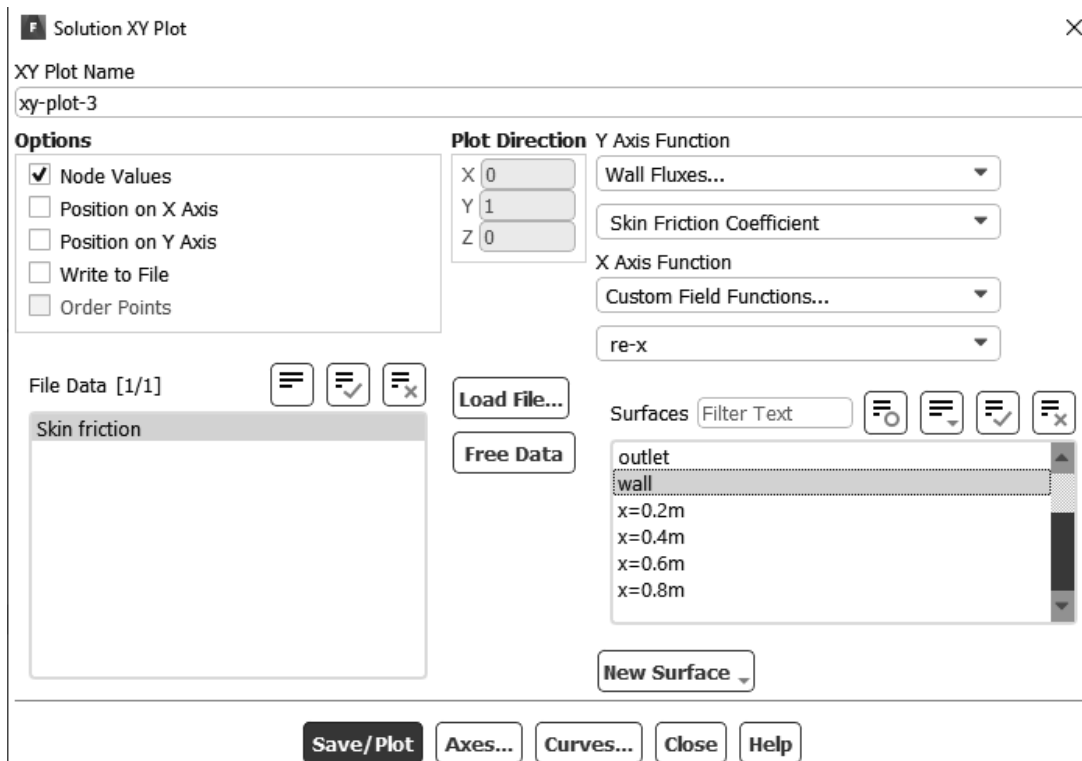 F Solution XY Plot
XY Plot Name
xy-plot-3
Options
Node Values
Position on X Axis
Position on Y Axis
Write to File
Order Points
Plot Direction
X 0
Y 1
Z 0
Y Axis Function
Wall Fluxes...
Skin Friction Coefficient
X Axis Function
Custom Field Functions...
re-x
File Data [1/1]
Skin friction
Load File...
Free Data
Surfaces Filter Text
outlet
wall
x=0.2m
x=0.4m
x=0.6m
x=0.8m
New Surface
Save/Plot Axes... Curves... Close Help